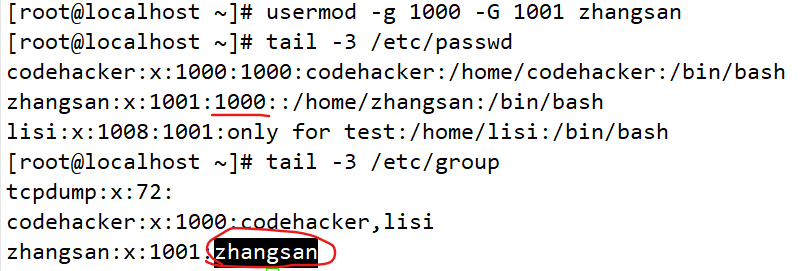 [root@localhost ~]# usermod -g 1000 -G 1001 zhangsan
[root@localhost ~]# tail -3 /etc/passwd
codehacker:x:1000:1000:codehacker:/home/codehacker:/bin/bash
zhangsan:x:1001:1000::/home/zhangsan:/bin/bash
lisi:x:1008:1001:only for test:/home/lisi:/bin/bash
[root@localhost ~]# tail -3 /etc/group
tcpdump:x:72:
codehacker:x:1000:codehacker,lisi
zhangsan:x:1001:zhangsan